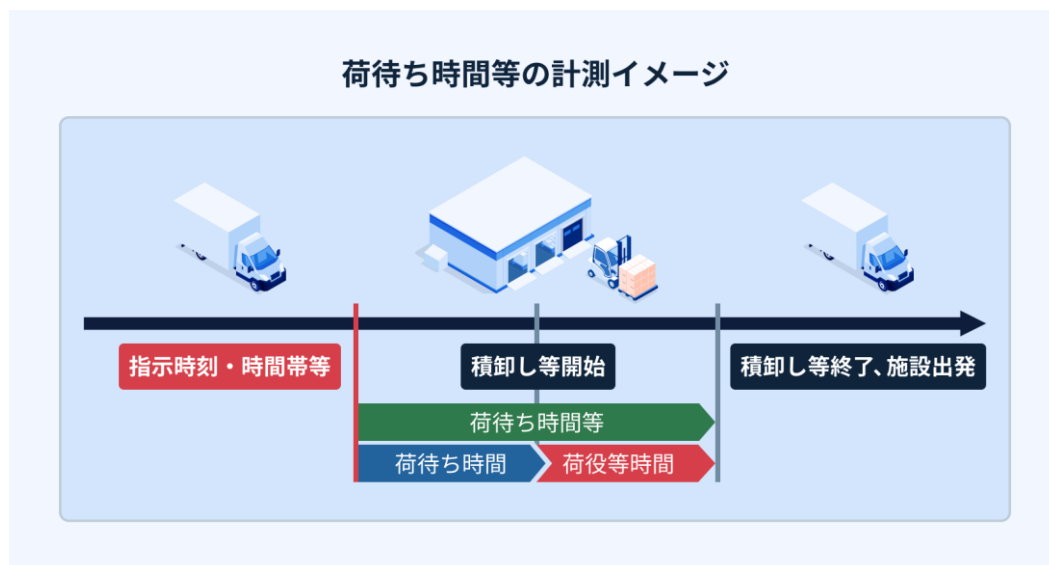 荷待ち時間等の計測イメージ
指示時刻・時間帯等
積卸し等開始
積卸し等終了、施設出発
荷待ち時間等
荷待ち時間
荷役等時間